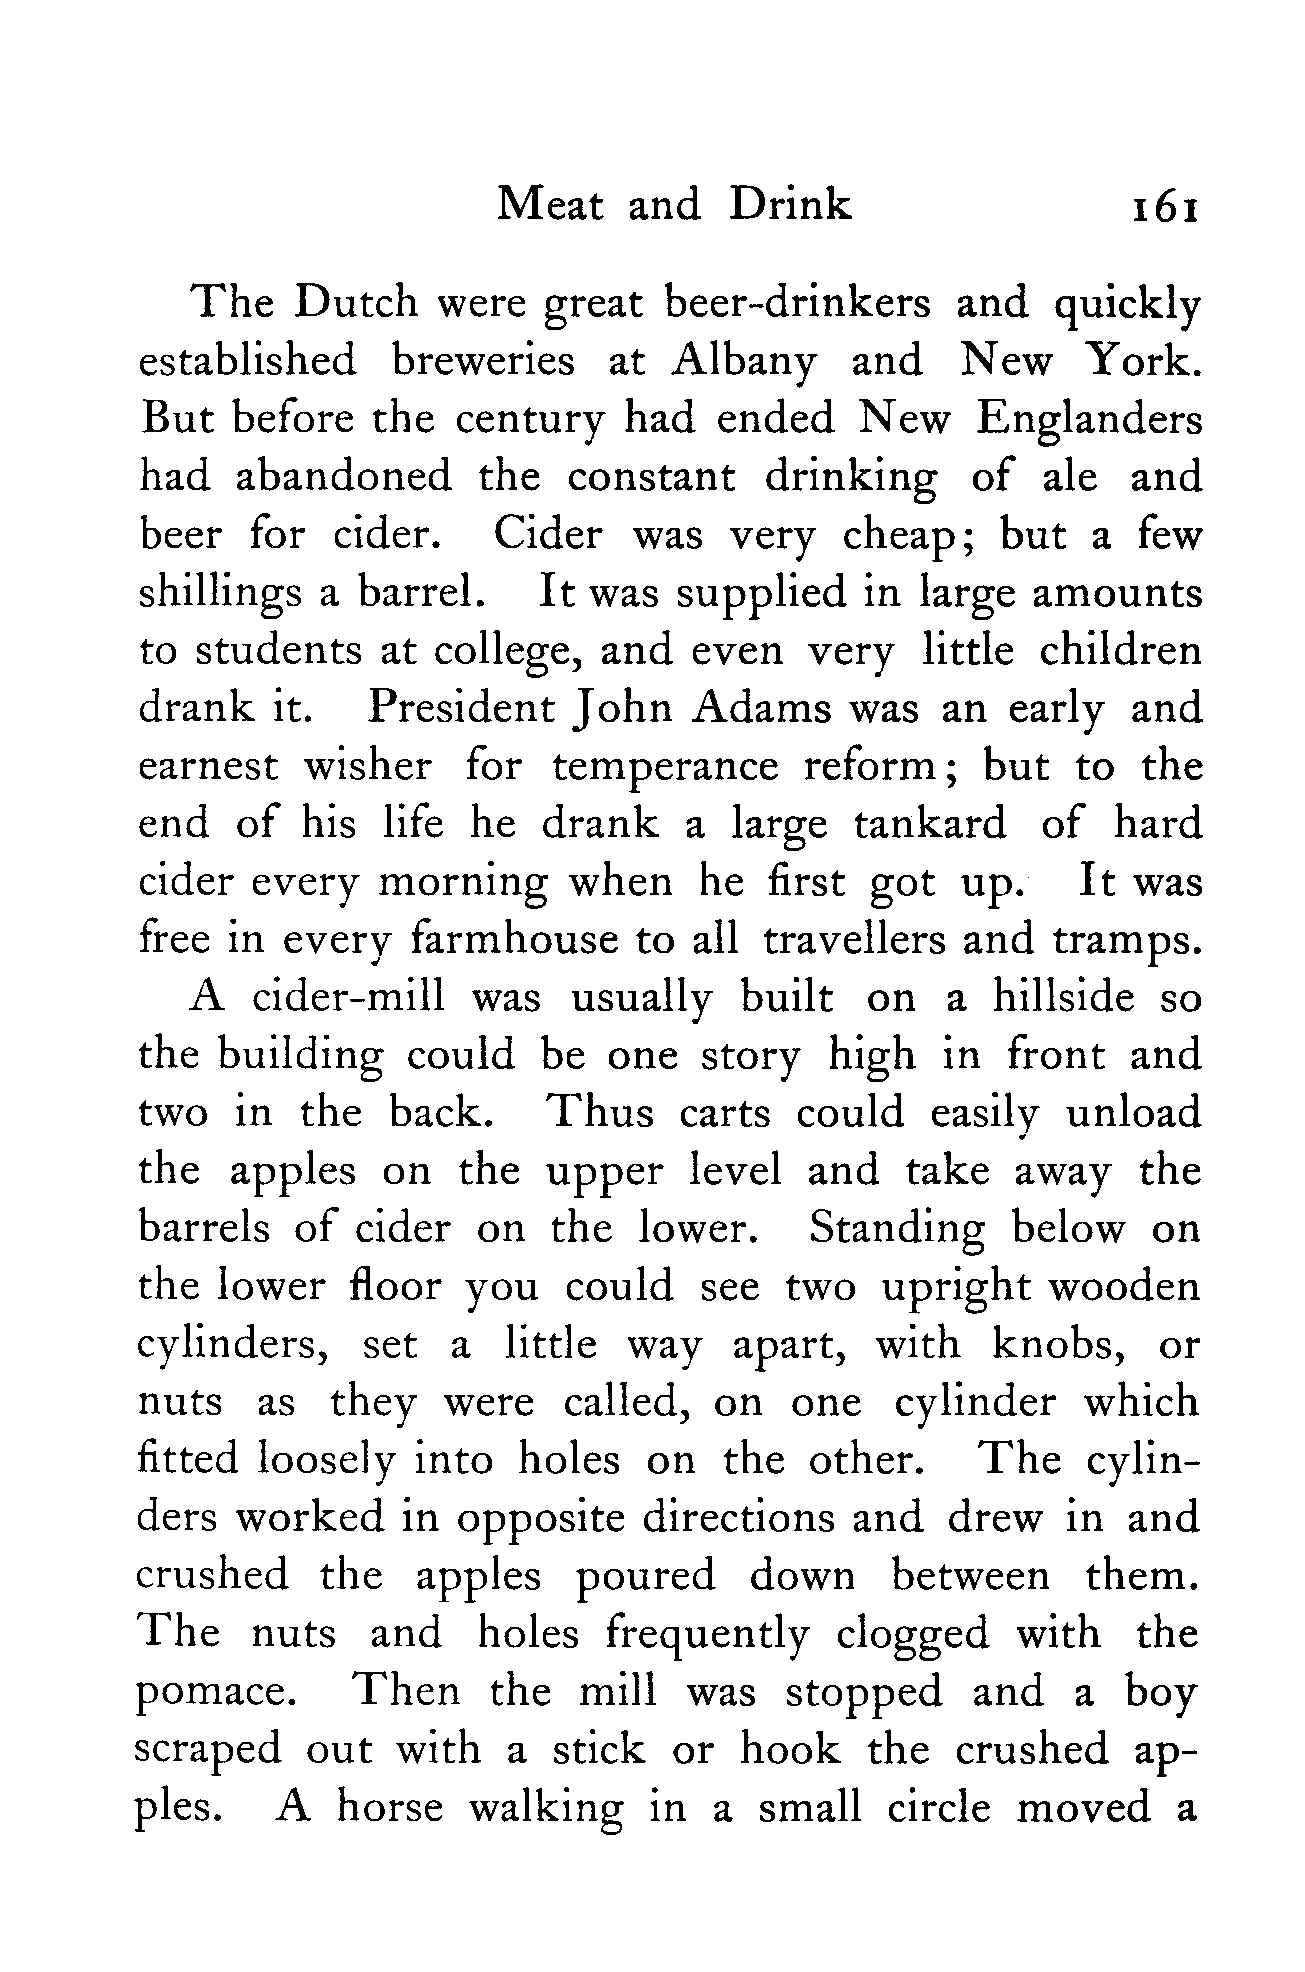 Meat and Drink 161
The Dutch were great beer-drinkers and quickly
established breweries at Albany and New York.
But before the century had ended New Englanders
had abandoned the constant drinking of ale and
beer for cider. Cider was very cheap; but a few
shillings a barrel. It was supplied in large amounts
to students at college, and even very little children
drank it. President John Adams was an early and
earnest wisher for temperance reform; but to the
end of his life he drank a large tankard of hard
cider every morning when he first got up. It was
free in every farmhouse to all travellers and tramps.
A cider-mill was usually built on a hillside so
the building could be one story high in front and
two in the back. Thus carts could easily unload
the apples on the upper level and take away the
barrels of cider on the lower. Standing below on
the lower floor you could see two upright wooden
cylinders, set a little way apart, with knobs, or
nuts as they were called, on one cylinder which
fitted loosely into holes on the other. The cylin-
ders worked in opposite directions and drew in and
crushed the apples poured down between them.
The nuts and holes frequently clogged with the
pomace. Then the mill was stopped and a boy
scraped out with a stick or hook the crushed ap-
ples. A horse walking in a small circle moved a